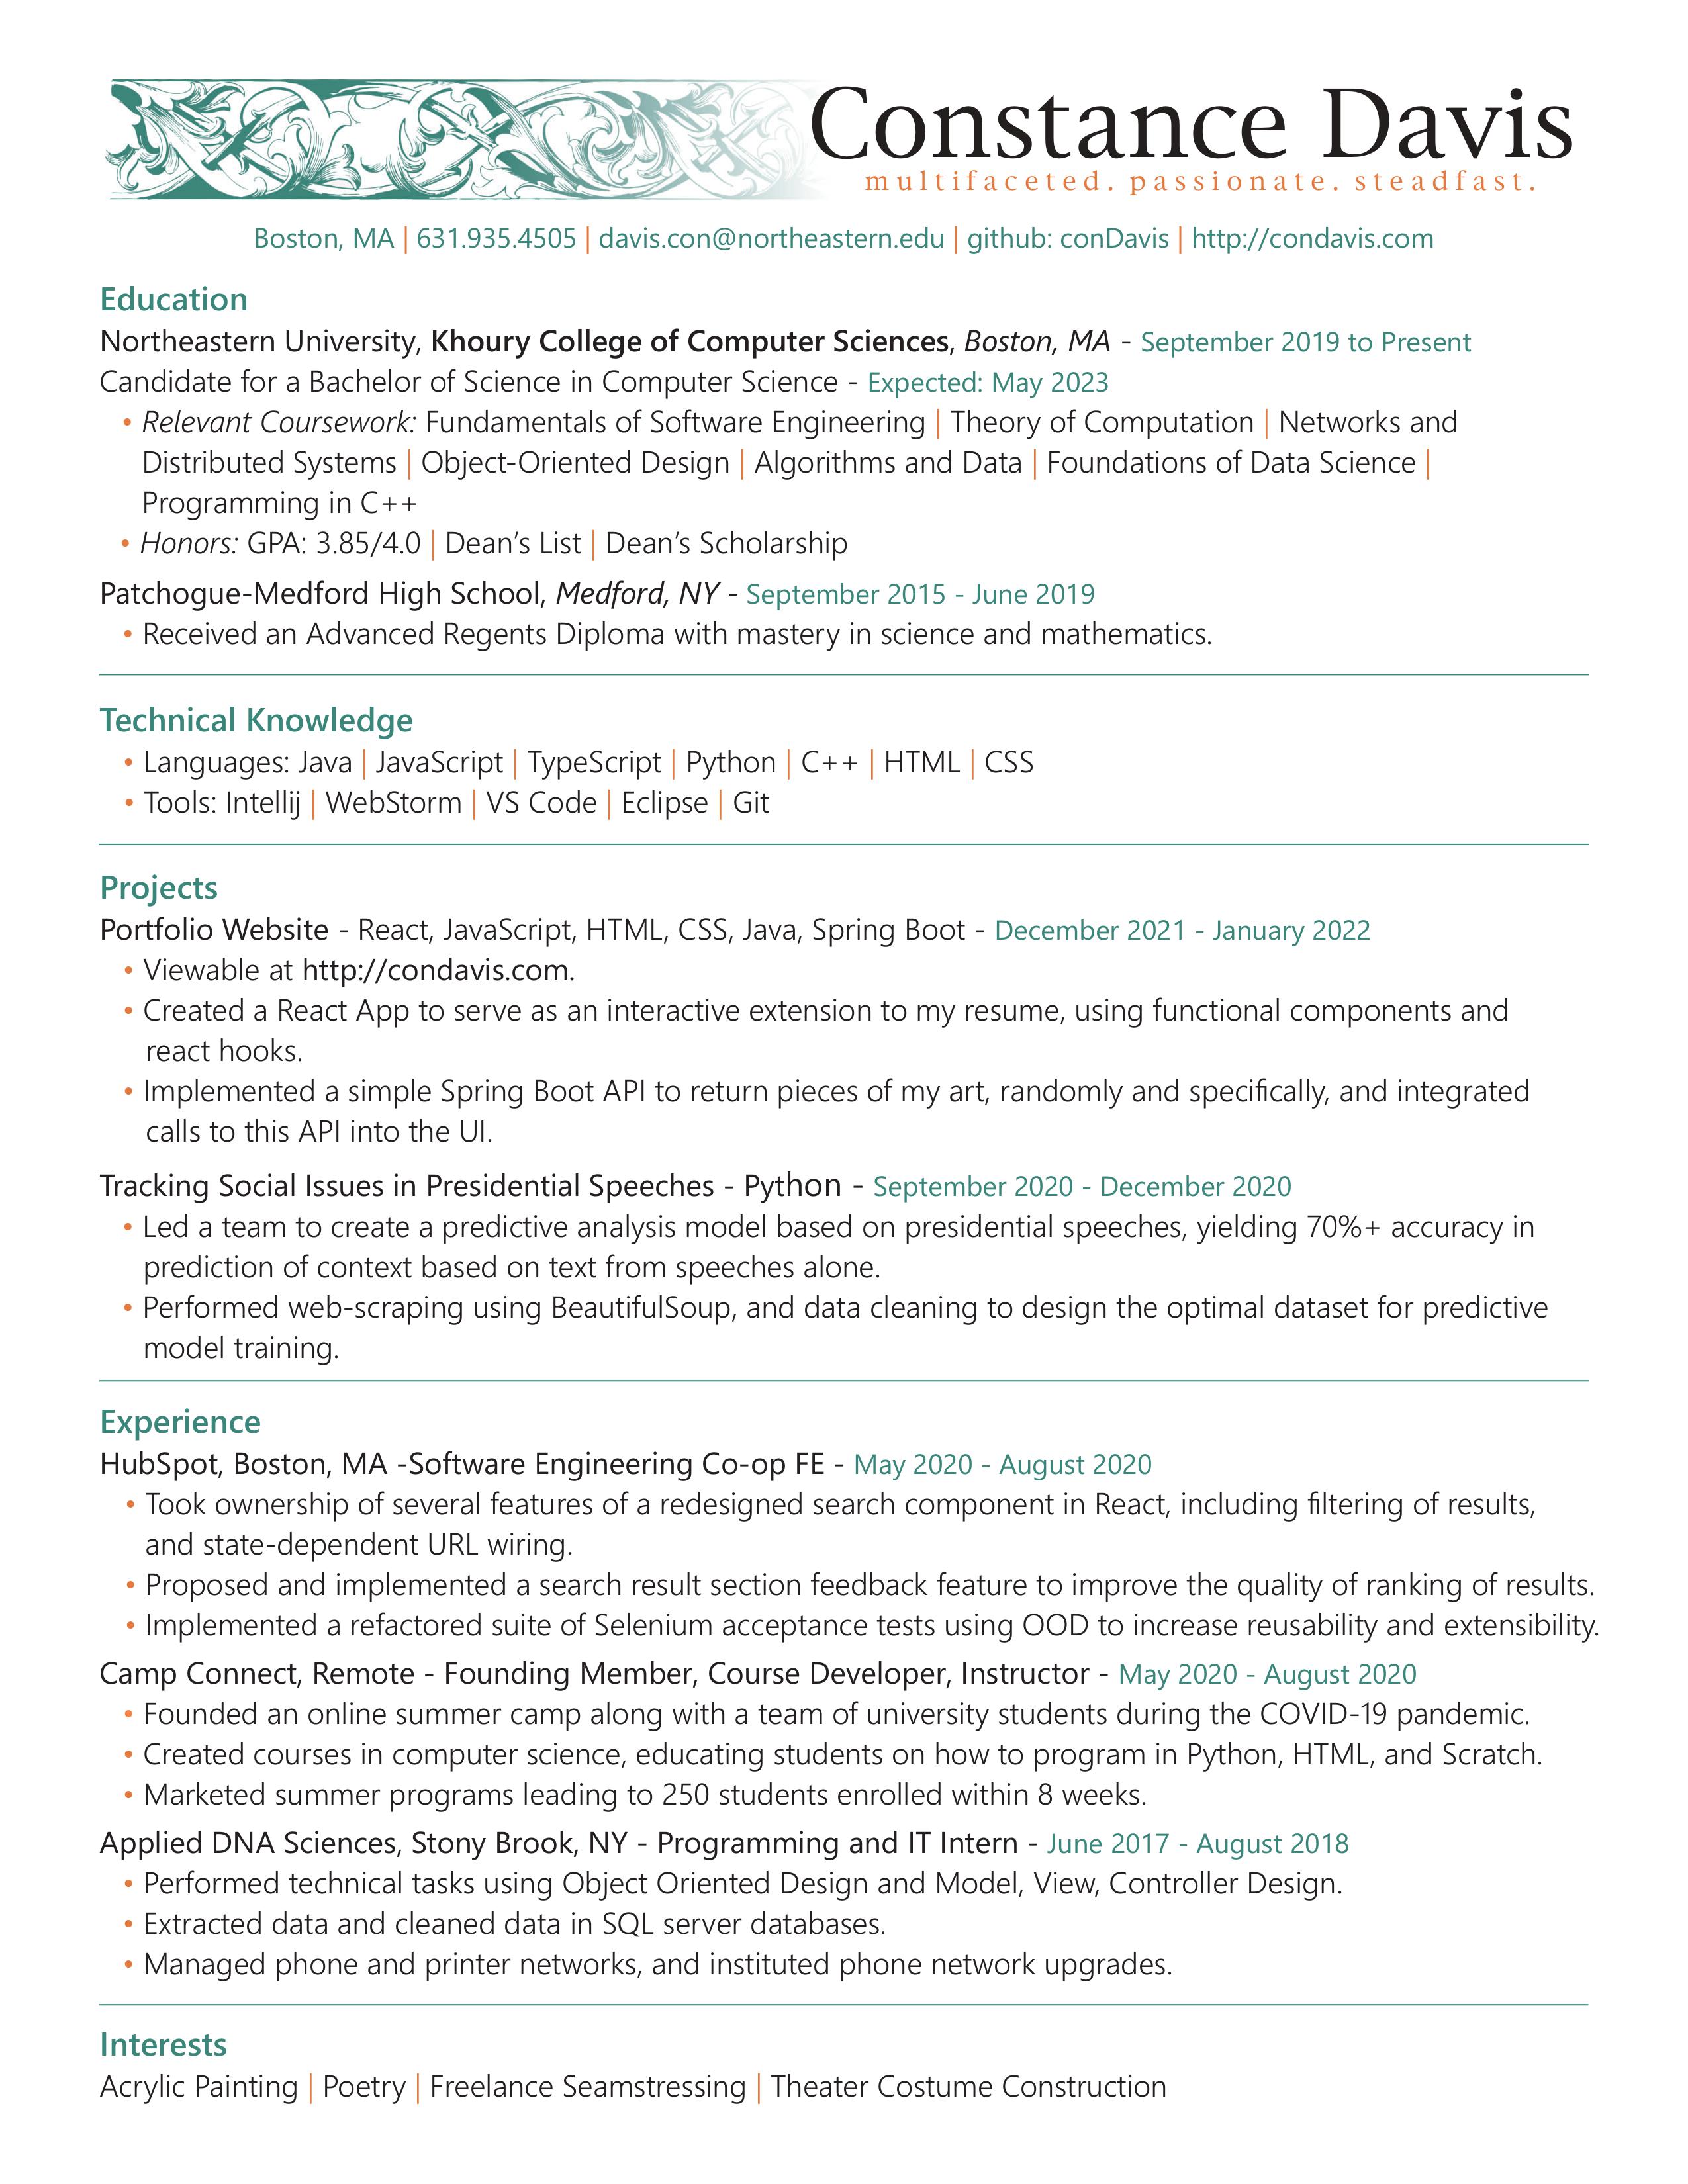 Constance Davis
multifaceted. passionate. steadfast.
Boston, MA | 631.935.4505 | davis.con@northeastern.edu | github: conDavis | http://condavis.com
Education
Northeastern University, Khoury College of Computer Sciences, Boston, MA - September 2019 to Present
Candidate for a Bachelor of Science in Computer Science - Expected: May 2023
• Relevant Coursework: Fundamentals of Software Engineering | Theory of Computation | Networks and
Distributed Systems | Object-Oriented Design | Algorithms and Data | Foundations of Data Science |
Programming in C++
• Honors: GPA: 3.85/4.0 | Dean's List | Dean's Scholarship
Patchogue-Medford High School, Medford, NY - September 2015 - June 2019
• Received an Advanced Regents Diploma with mastery in science and mathematics.
Technical Knowledge
• Languages: Java | JavaScript | TypeScript | Python | C++ | HTML | CSS
• Tools: Intellij | WebStorm | VS Code | Eclipse | Git
Projects
Portfolio Website - React, JavaScript, HTML, CSS, Java, Spring Boot - December 2021 - January 2022
• Viewable at http://condavis.com.
• Created a React App to serve as an interactive extension to my resume, using functional components and
react hooks.
• Implemented a simple Spring Boot API to return pieces of my art, randomly and specifically, and integrated
calls to this API into the UI.
Tracking Social Issues in Presidential Speeches - Python - September 2020 - December 2020
• Led a team to create a predictive analysis model based on presidential speeches, yielding 70%+ accuracy in
prediction of context based on text from speeches alone.
• Performed web-scraping using BeautifulSoup, and data cleaning to design the optimal dataset for predictive
model training.
Experience
HubSpot, Boston, MA -Software Engineering Co-op FE - May 2020 - August 2020
• Took ownership of several features of a redesigned search component in React, including filtering of results,
and state-dependent URL wiring.
• Proposed and implemented a search result section feedback feature to improve the quality of ranking of results.
• Implemented a refactored suite of Selenium acceptance tests using OOD to increase reusability and extensibility.
Camp Connect, Remote - Founding Member, Course Developer, Instructor - May 2020 - August 2020
• Founded an online summer camp along with a team of university students during the COVID-19 pandemic.
• Created courses in computer science, educating students on how to program in Python, HTML, and Scratch.
• Marketed summer programs leading to 250 students enrolled within 8 weeks.
Applied DNA Sciences, Stony Brook, NY - Programming and IT Intern - June 2017 - August 2018
• Performed technical tasks using Object Oriented Design and Model, View, Controller Design.
• Extracted data and cleaned data in SQL server databases.
• Managed phone and printer networks, and instituted phone network upgrades.
Interests
Acrylic Painting | Poetry | Freelance Seamstressing | Theater Costume Construction